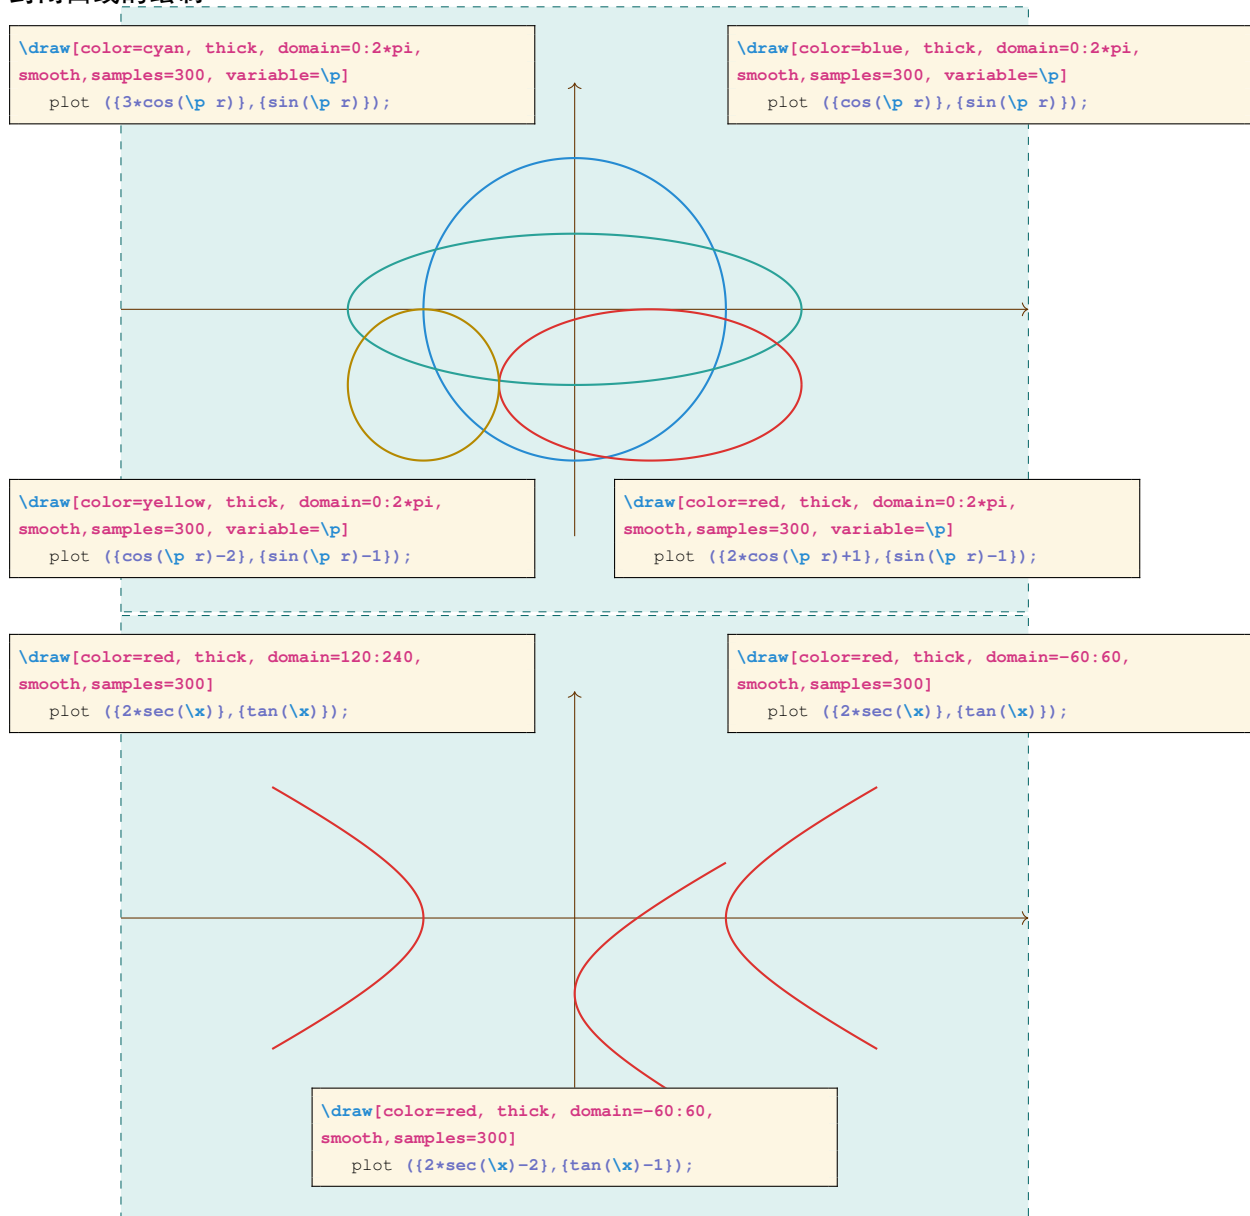 \draw[color=cyan, thick, domain=0:2*pi,
smooth,samples=300, variable=\p]
plot ({3*cos(\p r)},{sin(\p r)});
\draw[color=blue, thick, domain=0:2*pi,
smooth,samples=300, variable=\p]
plot ({cos(\p r)},{sin(\p r)});
\draw[color=yellow, thick, domain=0:2*pi,
smooth,samples=300, variable=\p]
plot ({cos(\p r)-2},{sin(\p r)-1});
\draw[color=red, thick, domain=0:2*pi,
smooth,samples=300, variable=\p]
plot ({2*cos(\p r)+1},{sin(\p r)-1});
\draw[color=red, thick, domain=120:240,
smooth,samples=300]
plot ({2*sec(\x)},{tan(\x)});
\draw[color=red, thick, domain=-60:60,
smooth,samples=300]
plot ({2*sec(\x)},{tan(\x)});
\draw[color=red, thick, domain=-60:60,
smooth,samples=300]
plot ({2*sec(\x)-2},{tan(\x)-1});